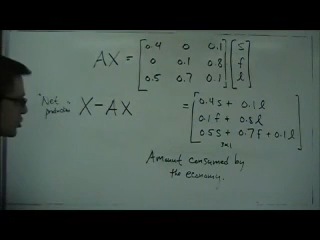 AX = [0.4 0 0.1] [s]
[0 0.1 0.8] [f]
[0.5 0.7 0.1] [l]
"Net production" X-AX
= [0.4s + 0.1l]
[0.1f + 0.8l]
[0.5s + 0.7f + 0.1l]
3x1
Amount consumed by
the economy.